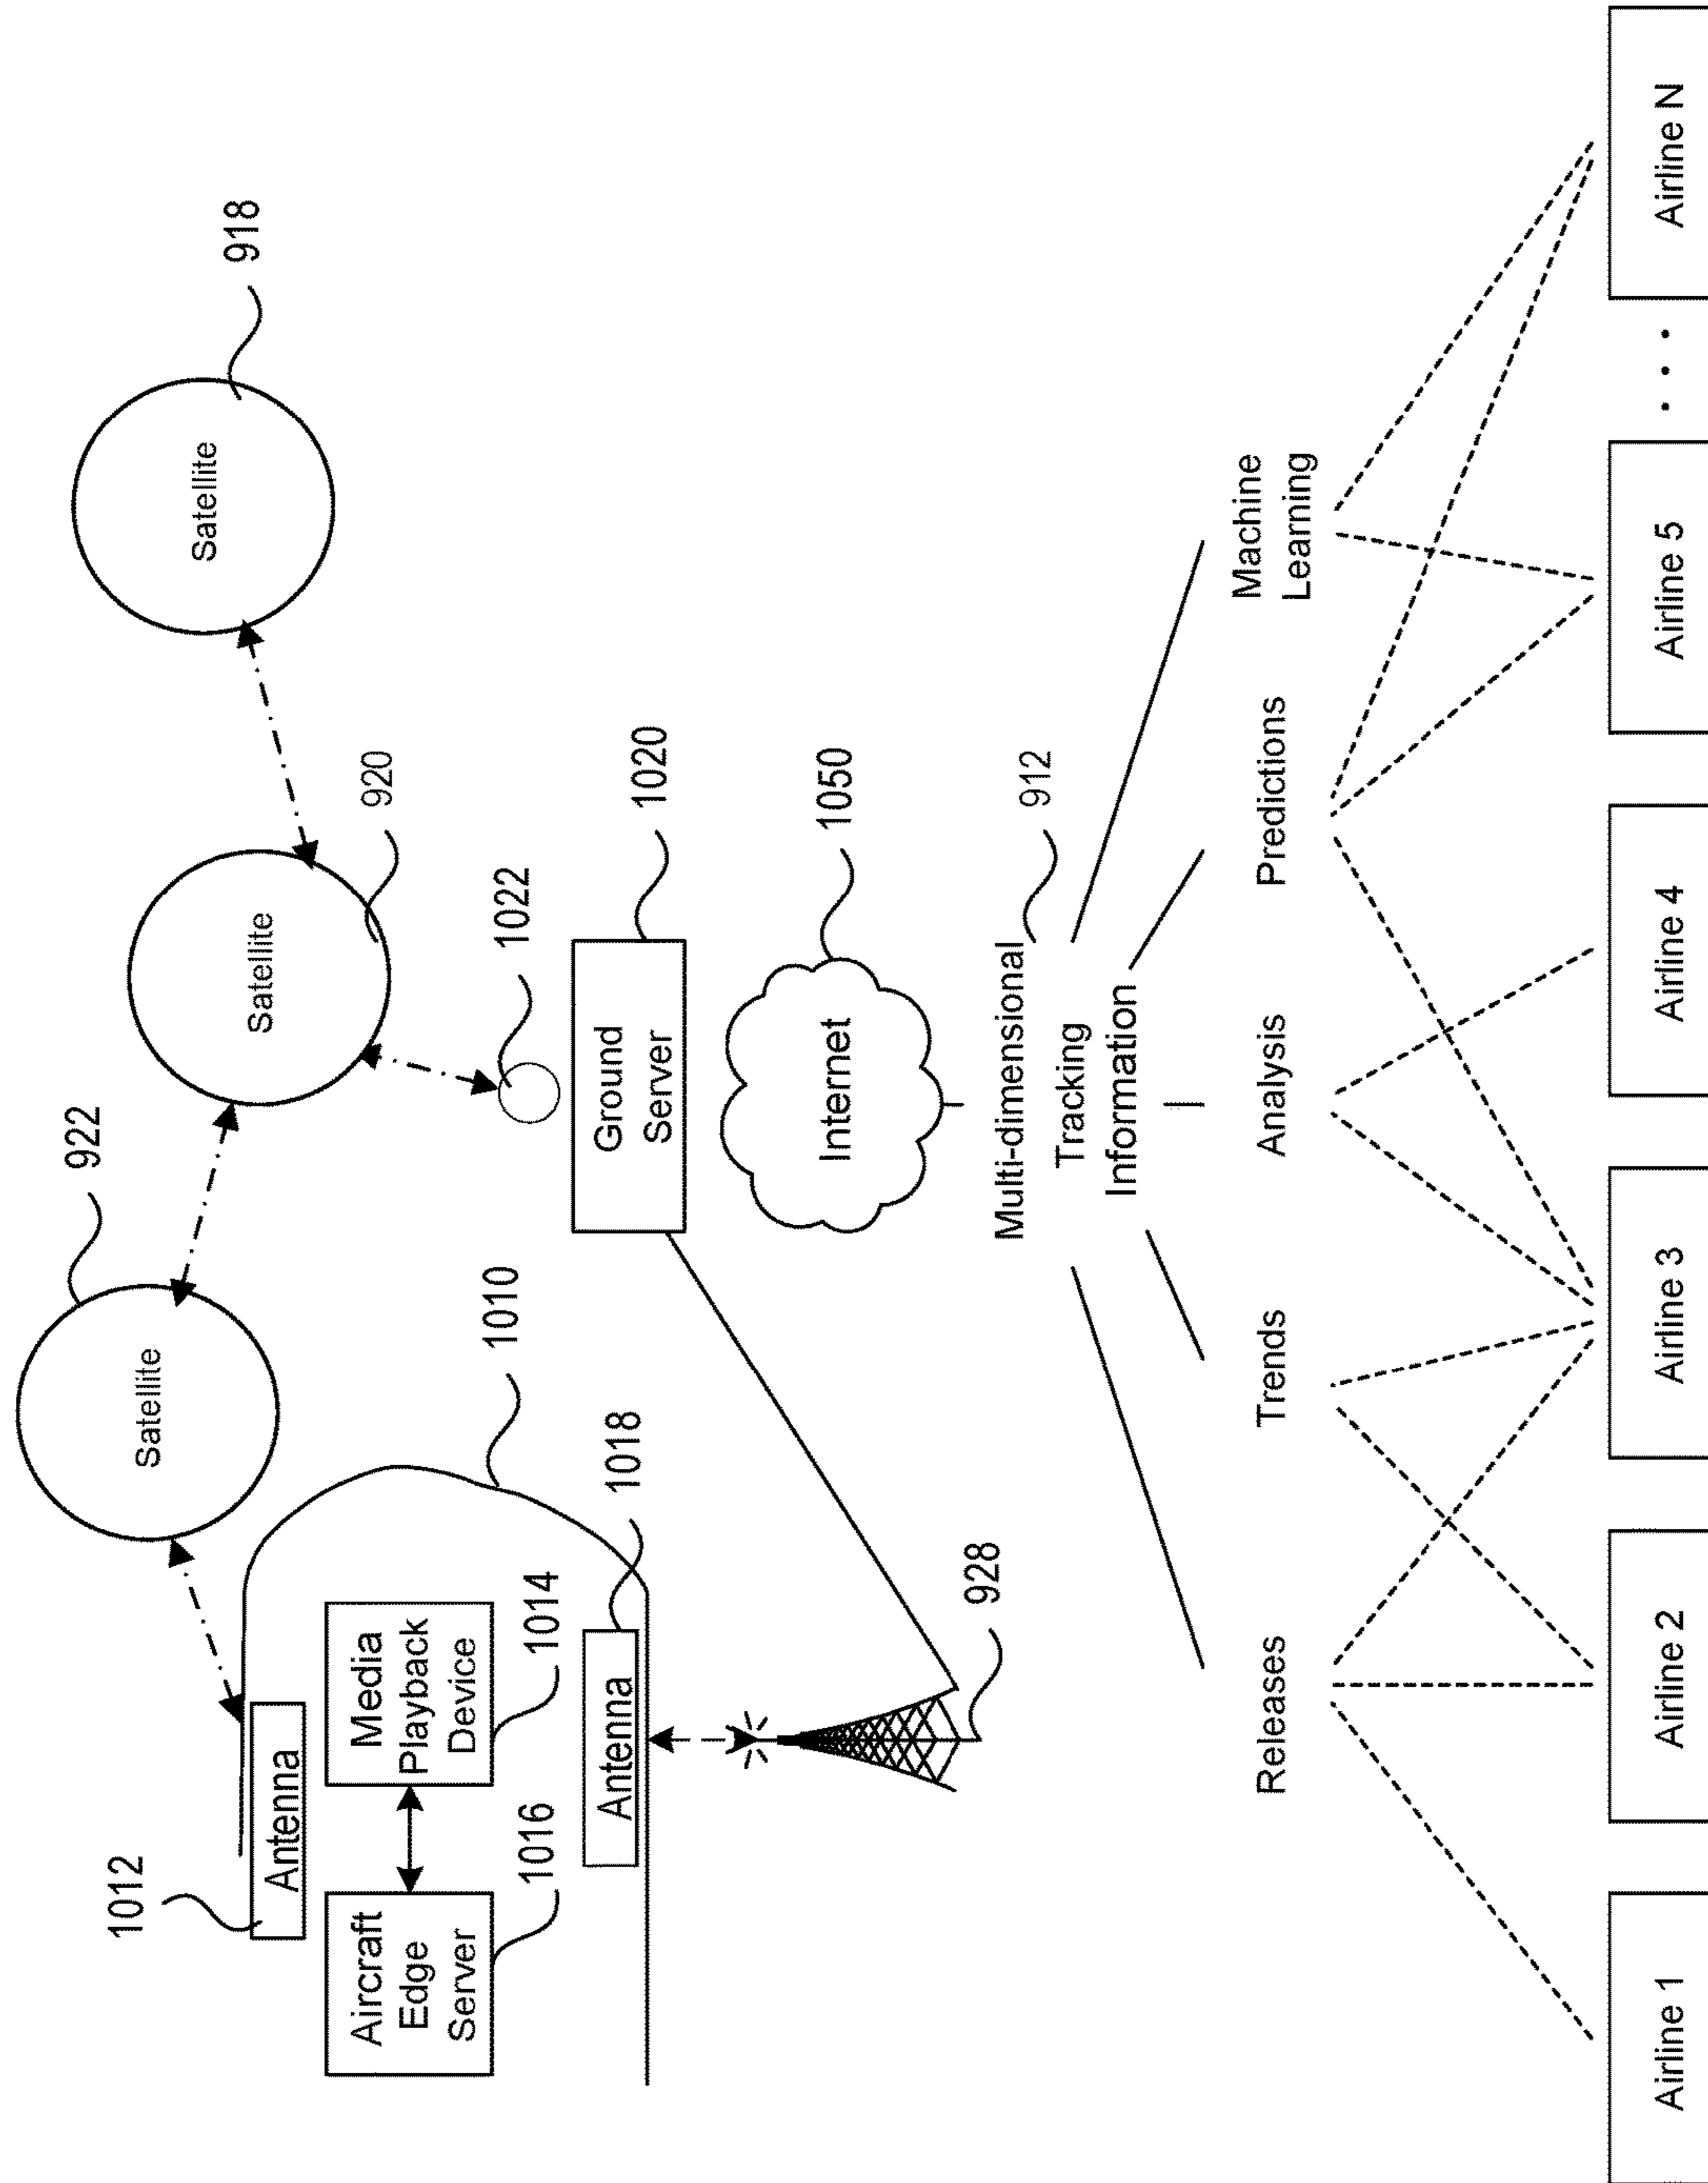 Satellite
918
Satellite
920
Satellite
922
1012
Antenna
Aircraft
Edge
Server
1016
Media
Playback
Device
1014
Antenna
1018
1010
928
1022
Ground
Server
1020
Internet
1050
Multi-dimensional
Tracking
Information
912
Releases
Trends
Analysis
Predictions
Machine
Learning
Airline 1
Airline 2
Airline 3
Airline 4
Airline 5
. . .
Airline N